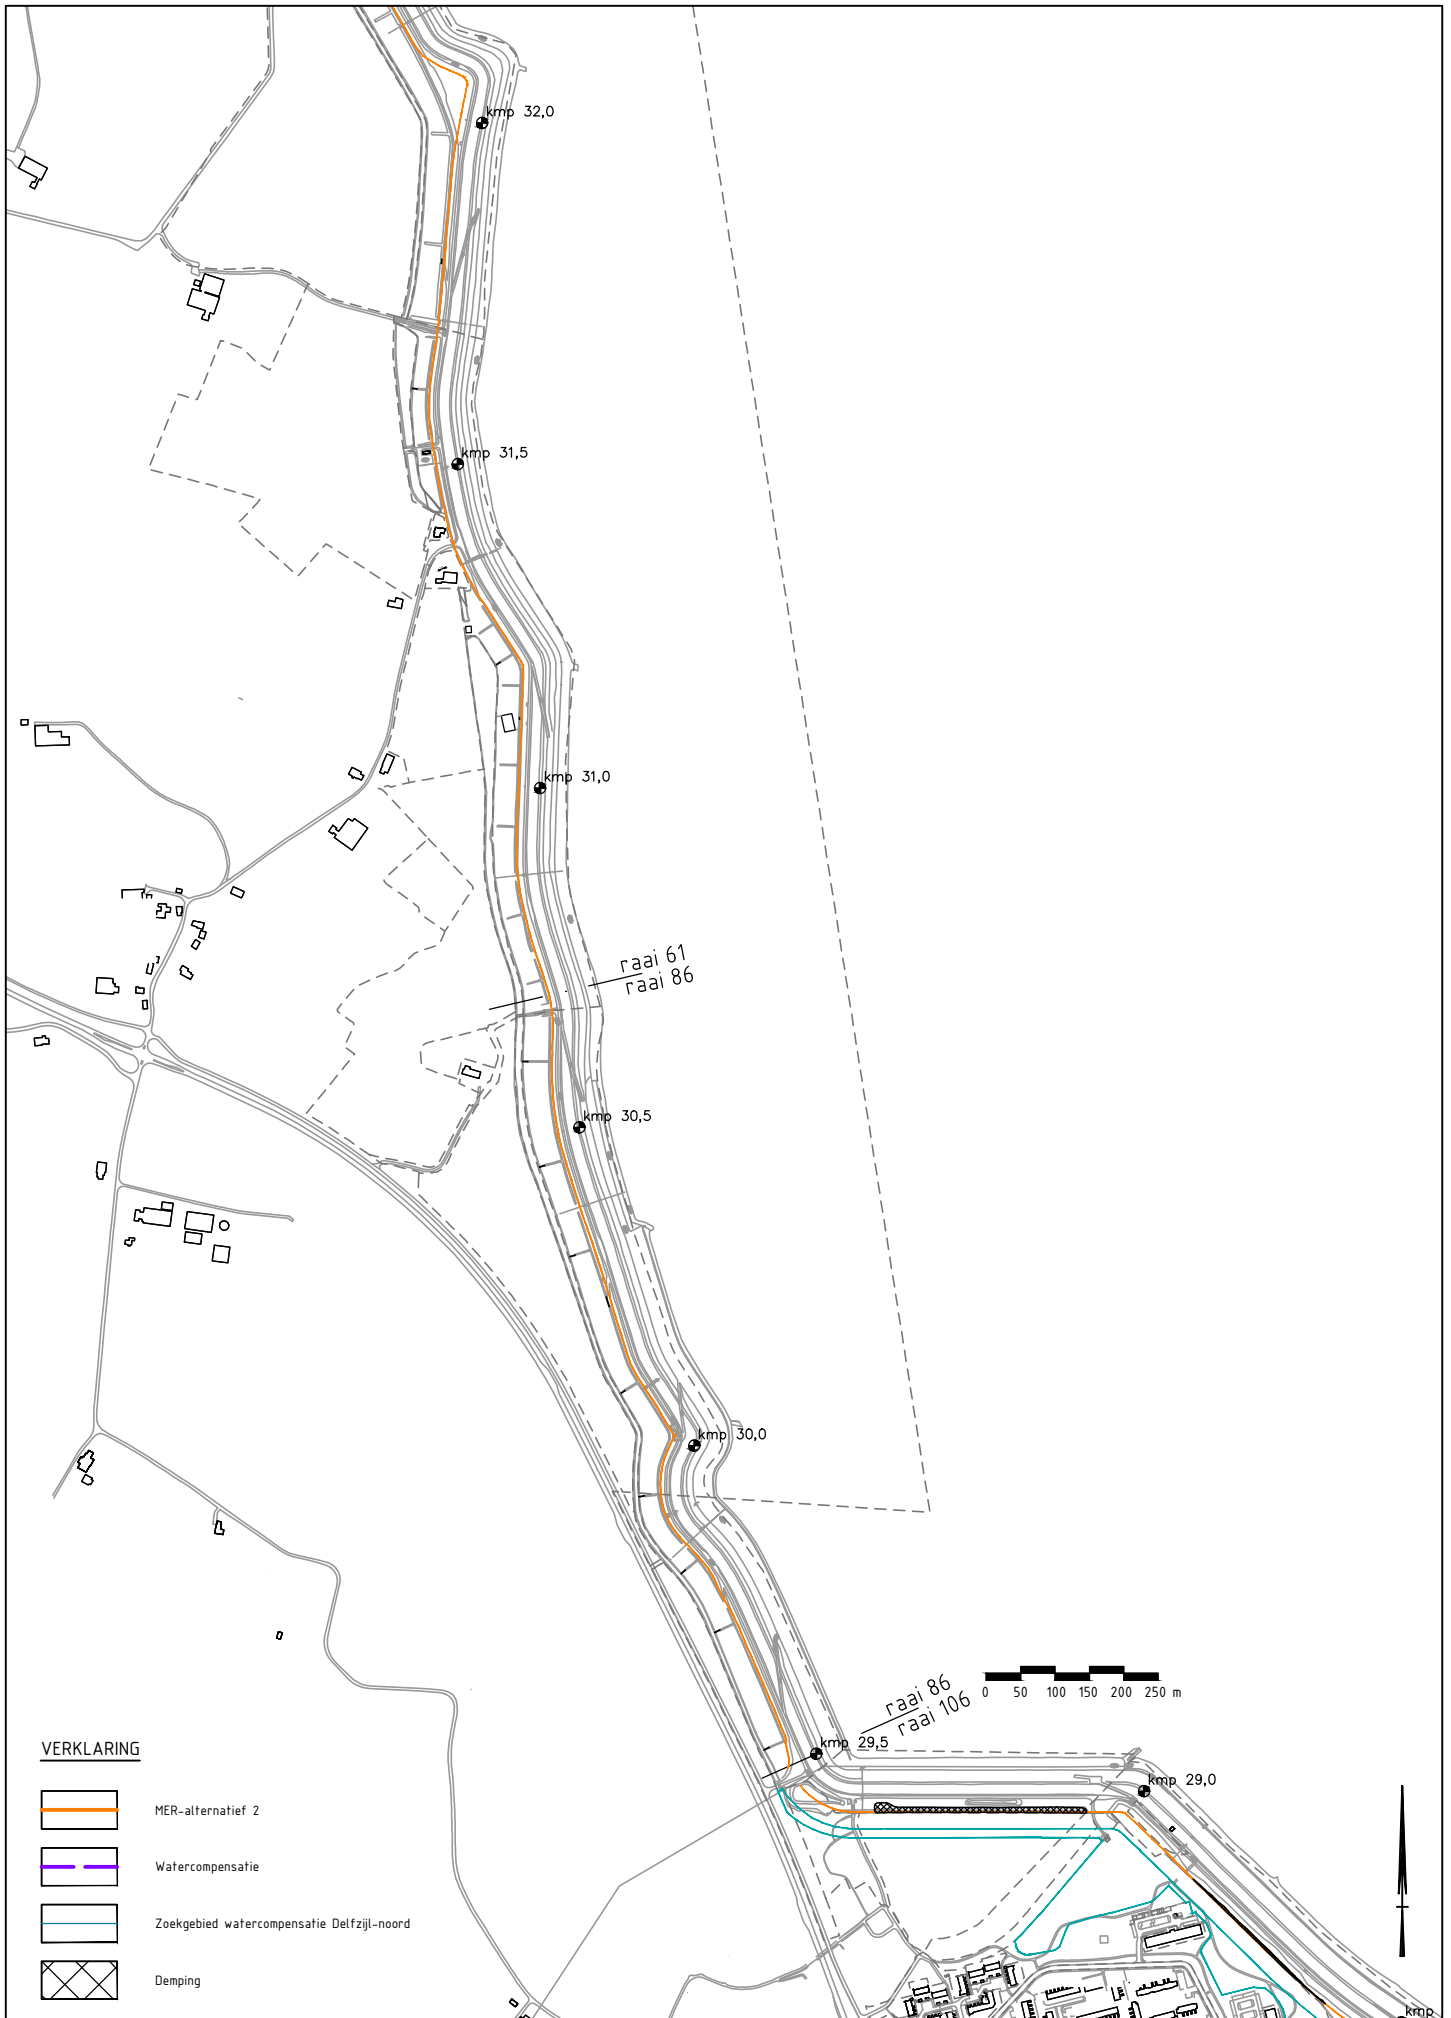 kmp 32,0
kmp 31,5
kmp 31,0
raai 61
raai 86
kmp 30,5
kmp 30,0
raai 86
raai 106
0 50 100 150 200 250 m
kmp 29,5
kmp 29,0
VERKLARING
MER-alternatief 2
Watercompensatie
Zoekgebied watercompensatie Delfzijl-noord
Demping
kmp